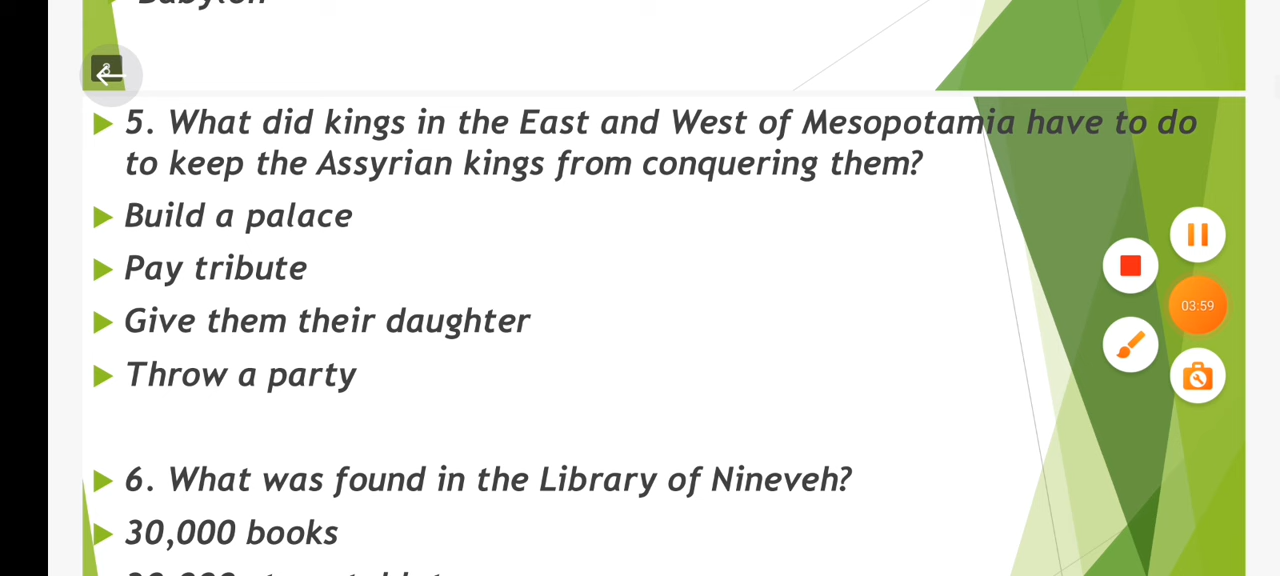 Babylon
8
5. What did kings in the East and West of Mesopotamia have to do
to keep the Assyrian kings from conquering them?
Build a palace
Pay tribute
Give them their daughter
Throw a party
03:59
6. What was found in the Library of Nineveh?
30,000 books